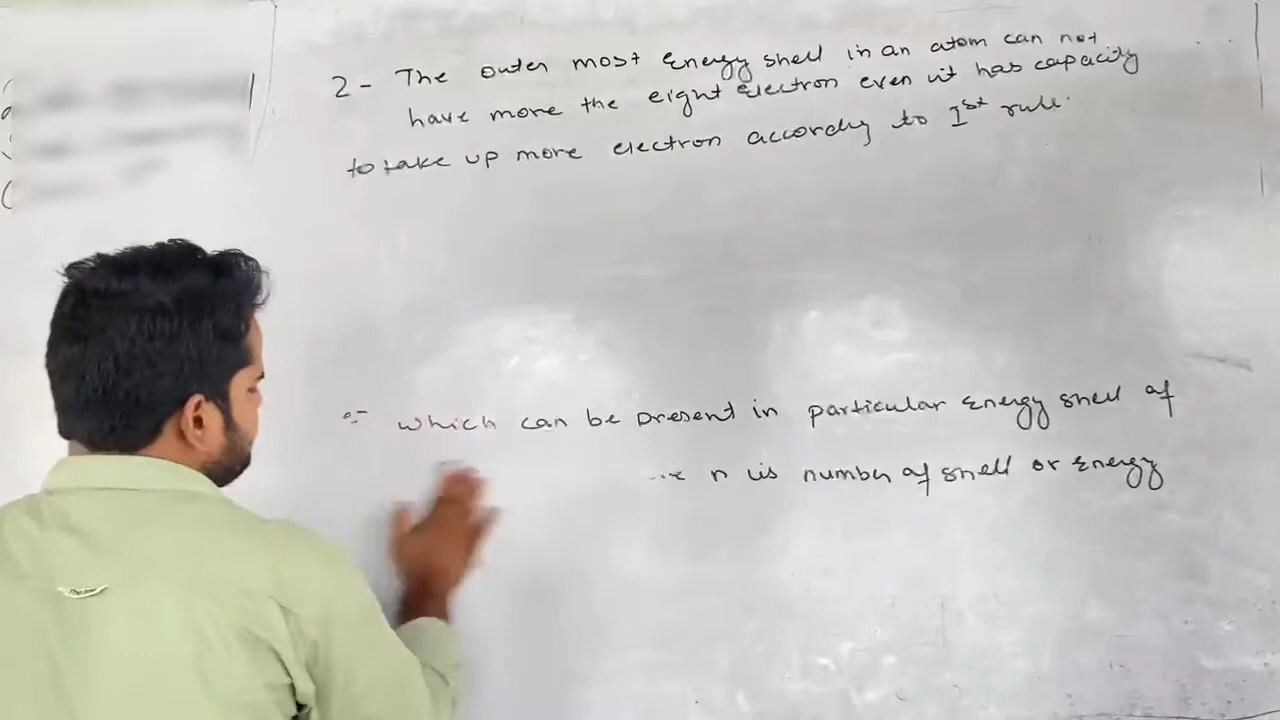 2- The outer most Energy shell in an atom can not
have more the eight electron even it has capacity
to take up more electron accordig to Ist rule.
which can be present in particular Energy shell of
n is number of shell or Energy